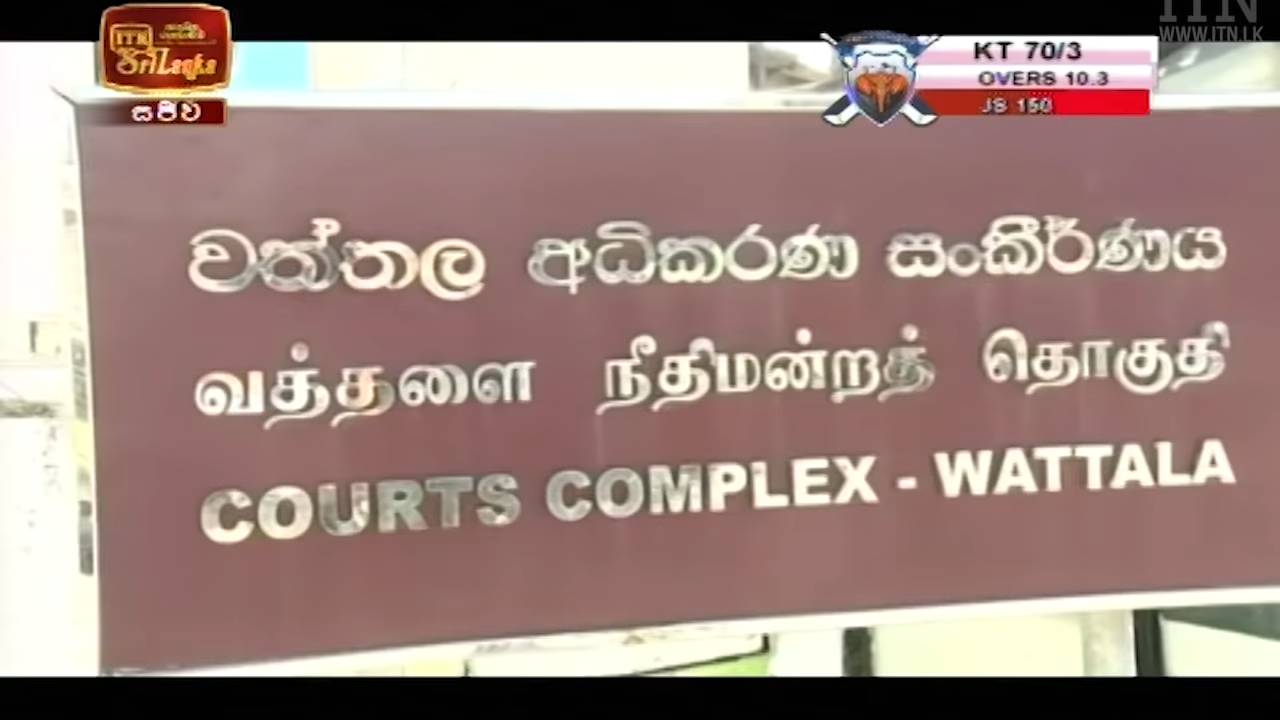 ITN
Sri Lanka
සජීව
ITN
WWW.ITN.LK
KT 70/3
OVERS 10.3
JS 150
වත්තල අධිකරණ සංකීර්ණය
வத்தளை நீதிமன்றத் தொகுதி
COURTS COMPLEX - WATTALA